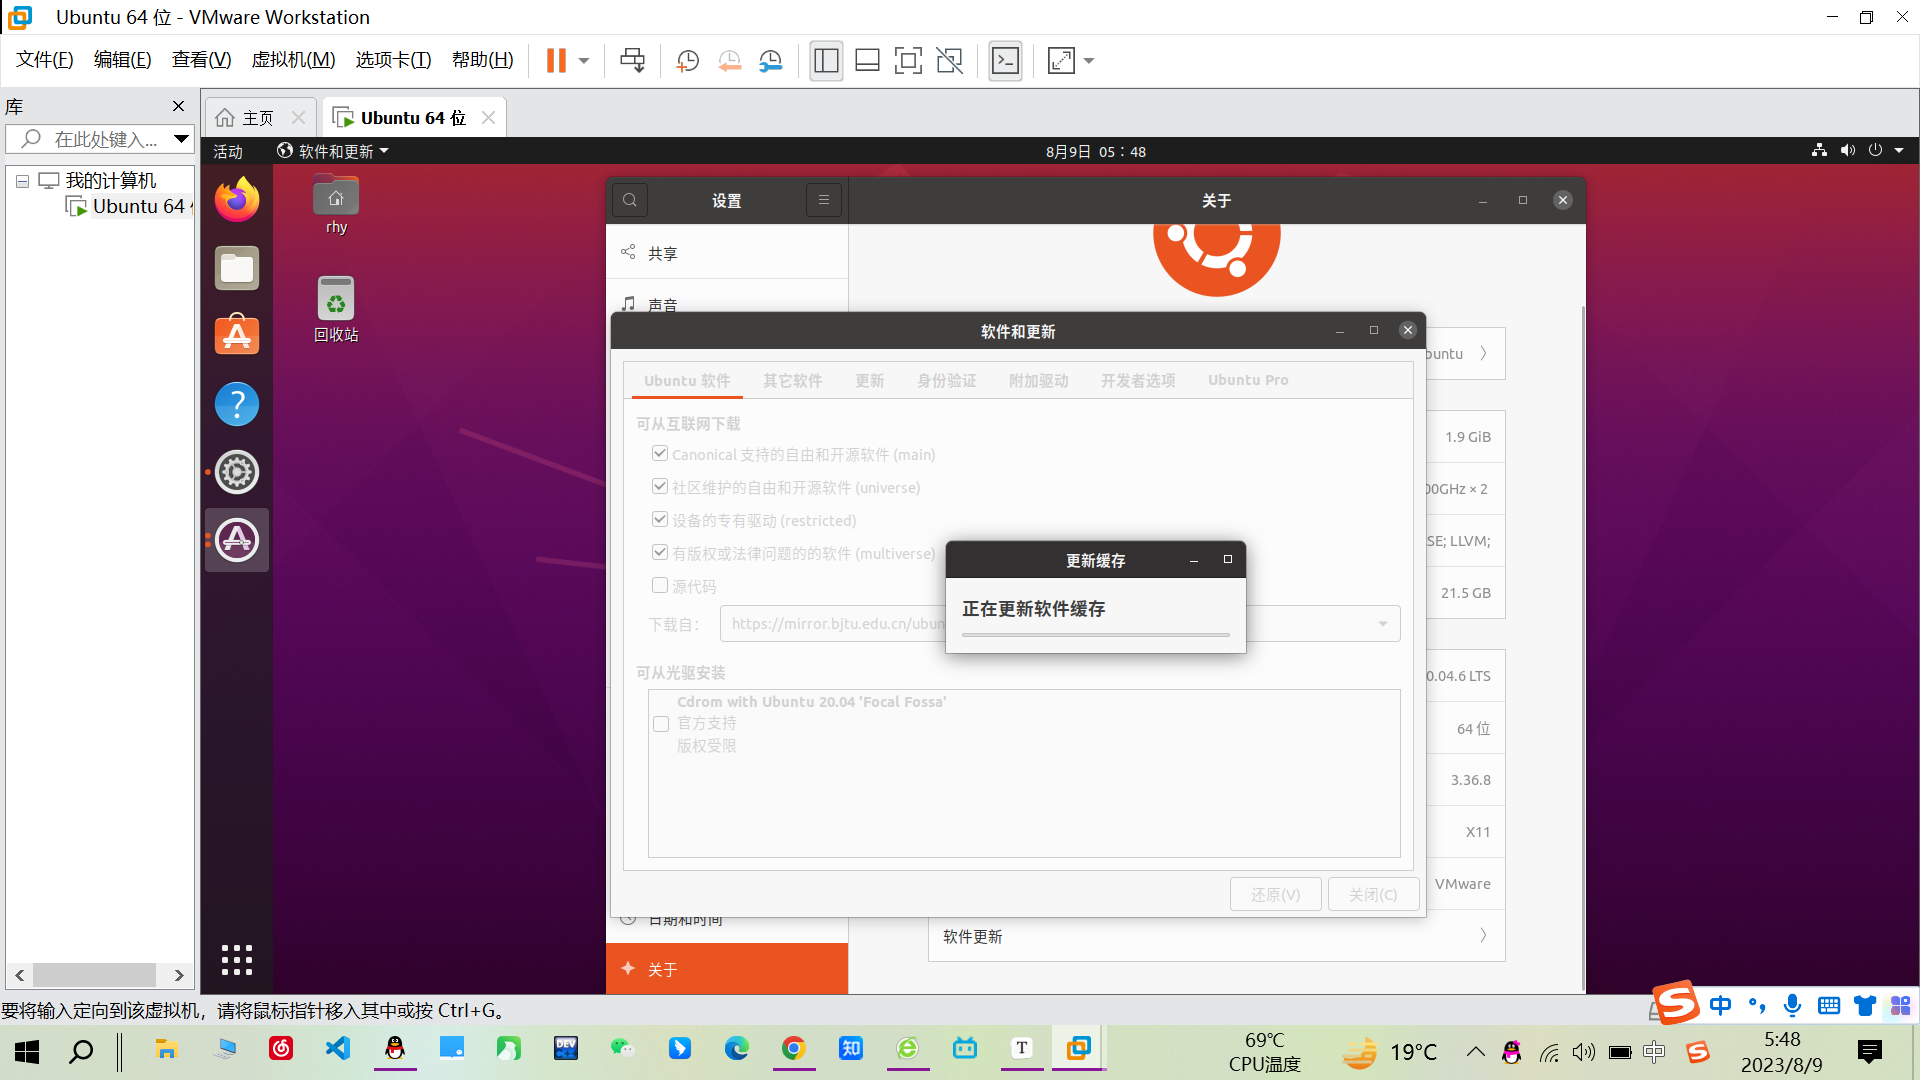 Ubuntu 64 位 - VMware Workstation
文件(F) 编辑(E) 查看(V) 虚拟机(M) 选项卡(T) 帮助(H)
库
在此处键入...
我的计算机
Ubuntu 64
主页
Ubuntu 64 位
活动
软件和更新
8月9日 05：48
rhy
回收站
设置
关于
共享
声音
buntu
1.9 GiB
00GHz × 2
SE; LLVM;
21.5 GB
0.04.6 LTS
64 位
3.36.8
X11
VMware
软件更新
日期和时间
关于
软件和更新
Ubuntu 软件 其它软件 更新 身份验证 附加驱动 开发者选项 Ubuntu Pro
可从互联网下载
Canonical 支持的自由和开源软件 (main)
社区维护的自由和开源软件 (universe)
设备的专有驱动 (restricted)
有版权或法律问题的的软件 (multiverse)
源代码
下载自：
https://mirror.bjtu.edu.cn/ubun
可从光驱安装
Cdrom with Ubuntu 20.04 'Focal Fossa'
官方支持
版权受限
还原(V) 关闭(C)
更新缓存
正在更新软件缓存
要将输入定向到该虚拟机，请将鼠标指针移入其中或按 Ctrl+G。
中
DEV
知
T
69℃
CPU温度
19°C
中
5:48
2023/8/9